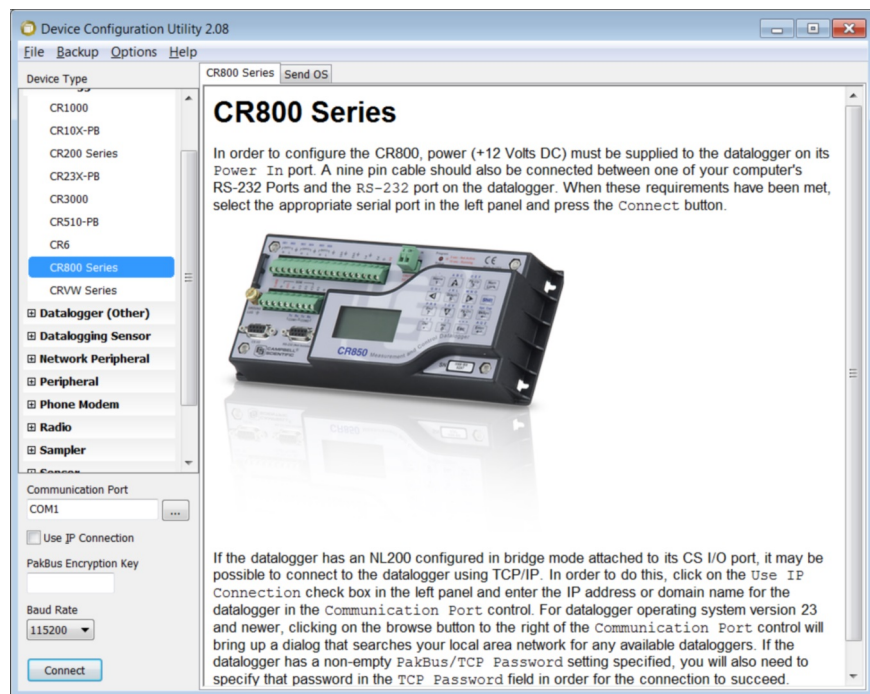 Device Configuration Utility 2.08
File Backup Options Help
Device Type
CR1000
CR10X-PB
CR200 Series
CR23X-PB
CR3000
CR510-PB
CR6
CR800 Series
CRVW Series
Datalogger (Other)
Datalogging Sensor
Network Peripheral
Peripheral
Phone Modem
Radio
Sampler
Communication Port
COM1
...
Use IP Connection
PakBus Encryption Key
Baud Rate
115200
Connect
CR800 Series Send OS
CR800 Series
In order to configure the CR800, power (+12 Volts DC) must be supplied to the datalogger on its
Power In port. A nine pin cable should also be connected between one of your computer's
RS-232 Ports and the RS-232 port on the datalogger. When these requirements have been met,
select the appropriate serial port in the left panel and press the Connect button.
CAMPBELL
SCIENTIFIC
CR850 Measurement and Control Datalogger
If the datalogger has an NL200 configured in bridge mode attached to its CS I/O port, it may be
possible to connect to the datalogger using TCP/IP. In order to do this, click on the Use IP
Connection check box in the left panel and enter the IP address or domain name for the
datalogger in the Communication Port control. For datalogger operating system version 23
and newer, clicking on the browse button to the right of the Communication Port control will
bring up a dialog that searches your local area network for any available dataloggers. If the
datalogger has a non-empty PakBus/TCP Password setting specified, you will also need to
specify that password in the TCP Password field in order for the connection to succeed.